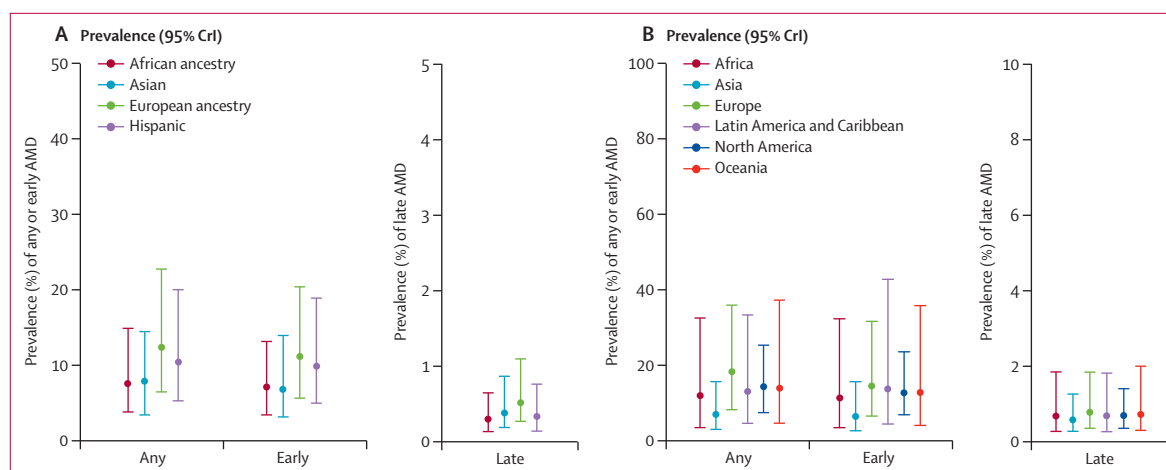 A Prevalence (95% CrI)
African ancestry
Asian
European ancestry
Hispanic
Prevalence (%) of any or early AMD
50
40
30
20
10
0
Any Early
Prevalence (%) of late AMD
5
4
3
2
1
0
Late
B Prevalence (95% CrI)
Africa
Asia
Europe
Latin America and Caribbean
North America
Oceania
Prevalence (%) of any or early AMD
100
80
60
40
20
0
Any Early
Prevalence (%) of late AMD
10
8
6
4
2
0
Late